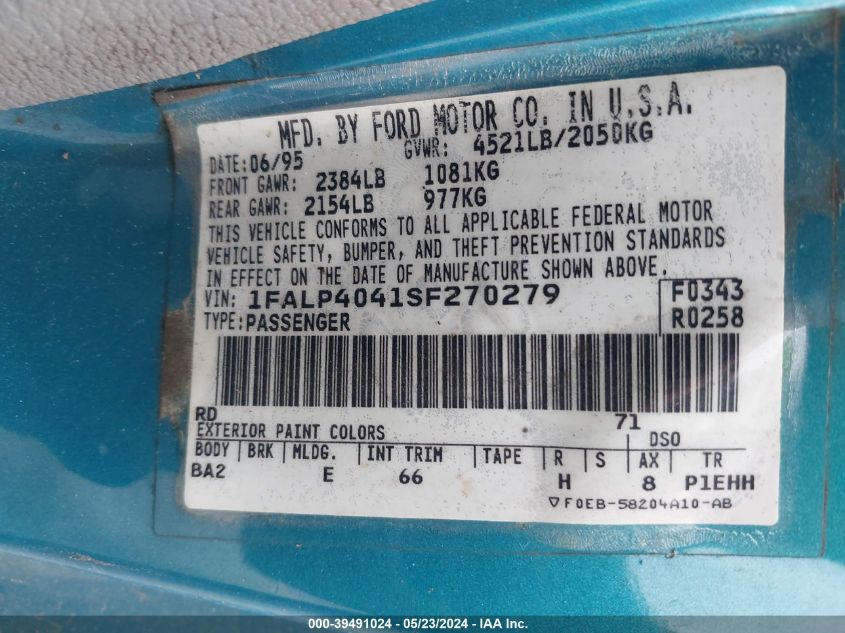 MFD. BY FORD MOTOR CO. IN U.S.A.
DATE: 06/95 GVWR: 4521LB/2050KG
FRONT GAWR: 2384LB 1081KG
REAR GAWR: 2154LB 977KG
THIS VEHICLE CONFORMS TO ALL APPLICABLE FEDERAL MOTOR
VEHICLE SAFETY, BUMPER, AND THEFT PREVENTION STANDARDS
IN EFFECT ON THE DATE OF MANUFACTURE SHOWN ABOVE.
VIN: 1FALP4041SF270279 F0343
TYPE: PASSENGER R0258
RD 71
EXTERIOR PAINT COLORS DSO
BODY BRK MLDG. INT TRIM TAPE R S AX TR
BA2 E 66 H 8 P1EHH
▽F0EB-58204A10-AB
000-39491024 - 05/23/2024 - IAA Inc.